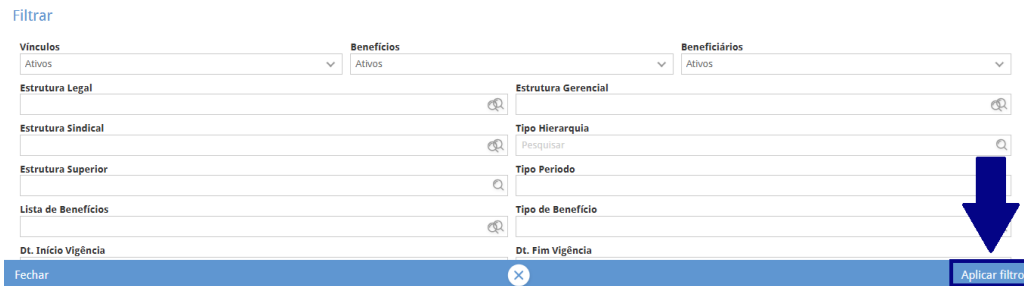 Filtrar
Vínculos Benefícios Beneficiários
Ativos Ativos Ativos
Estrutura Legal Estrutura Gerencial
Estrutura Sindical Tipo Hierarquia
Pesquisar
Estrutura Superior Tipo Periodo
Lista de Benefícios Tipo de Benefício
Dt. Início Vigência Dt. Fim Vigência
Fechar Aplicar filtro